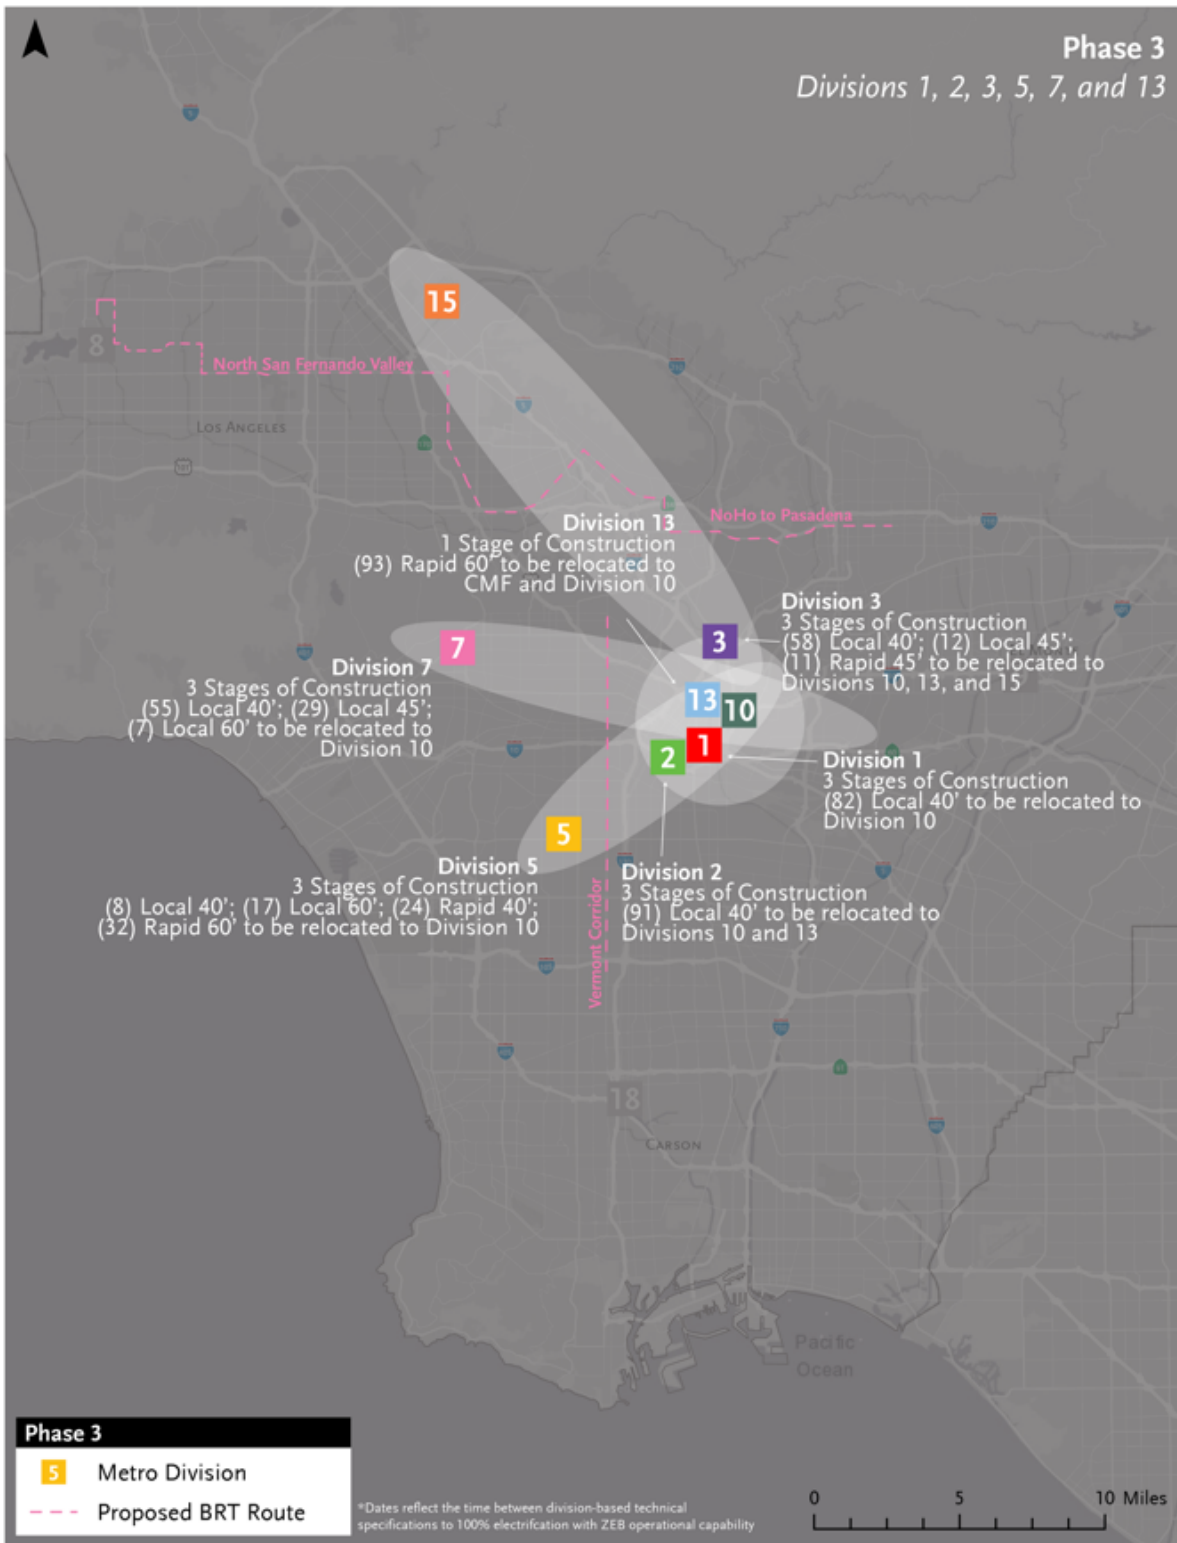 Phase 3
Divisions 1, 2, 3, 5, 7, and 13
15
8
North San Fernando Valley
LOS ANGELES
101
NoHo to Pasadena
Division 13
1 Stage of Construction
(93) Rapid 60' to be relocated to
CMF and Division 10
Division 3
3 Stages of Construction
(58) Local 40'; (12) Local 45';
(11) Rapid 45' to be relocated to
Divisions 10, 13, and 15
3
7
Division 7
3 Stages of Construction
(55) Local 40'; (29) Local 45';
(7) Local 60' to be relocated to
Division 10
13
10
1
2
Division 1
3 Stages of Construction
(82) Local 40' to be relocated to
Division 10
5
Division 5
3 Stages of Construction
(8) Local 40'; (17) Local 60'; (24) Rapid 40';
(32) Rapid 60' to be relocated to Division 10
Division 2
3 Stages of Construction
(91) Local 40' to be relocated to
Divisions 10 and 13
Vermont Corridor
18
CARSON
Pacific
Ocean
Phase 3
5 Metro Division
Proposed BRT Route
*Dates reflect the time between division-based technical
specifications to 100% electrifcation with ZEB operational capability
0 5 10 Miles